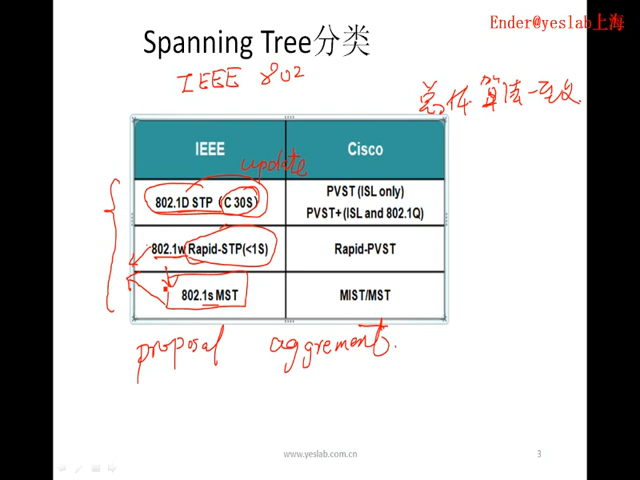 Ender@yeslab上海
Spanning Tree分类
IEEE 802
总体算法一致
IEEE
Cisco
update
802.1D STP（C 30S）
PVST (ISL only)
PVST+(ISL and 802.1Q)
802.1w Rapid-STP(<1S)
Rapid-PVST
802.1s MST
MIST/MST
proposal aggrement.
www.yeslab.com.cn
3